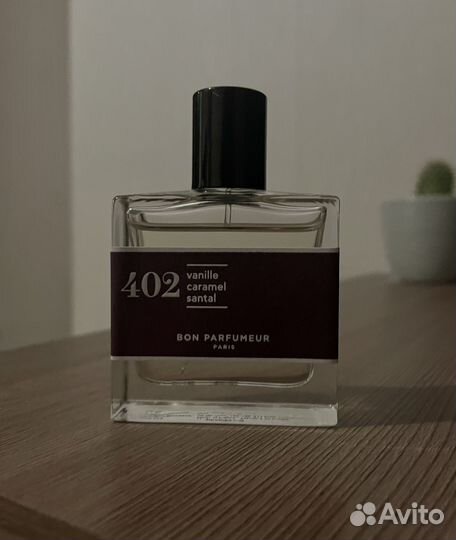 402
vanille
caramel
santal
BON PARFUMEUR
PARIS
Avito